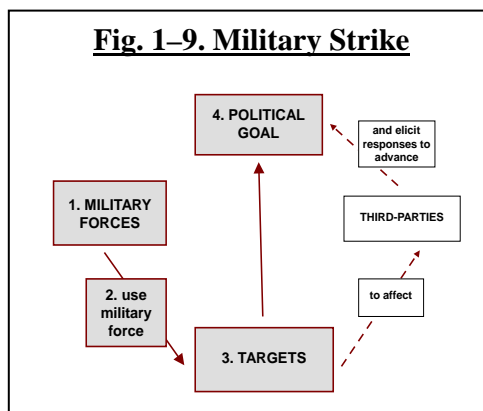 Fig. 1–9. Military Strike
4. POLITICAL
GOAL
and elicit
responses to
advance
1. MILITARY
FORCES
THIRD-PARTIES
2. use
military
force
to affect
3. TARGETS